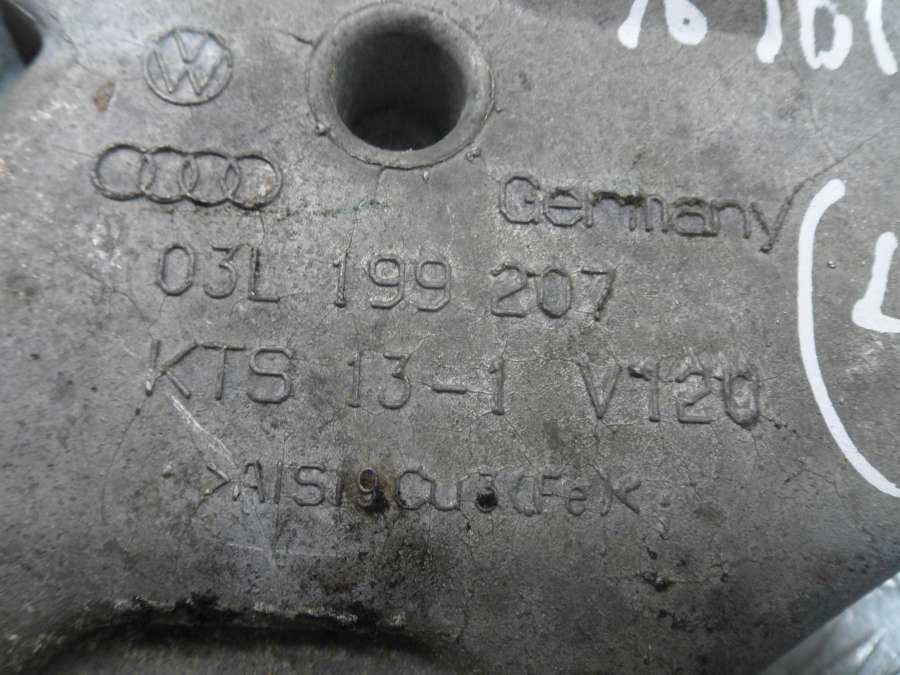 Germany
03L 199 207
KTS 13-1 V120
>AlSi9Cu3(Fe)<